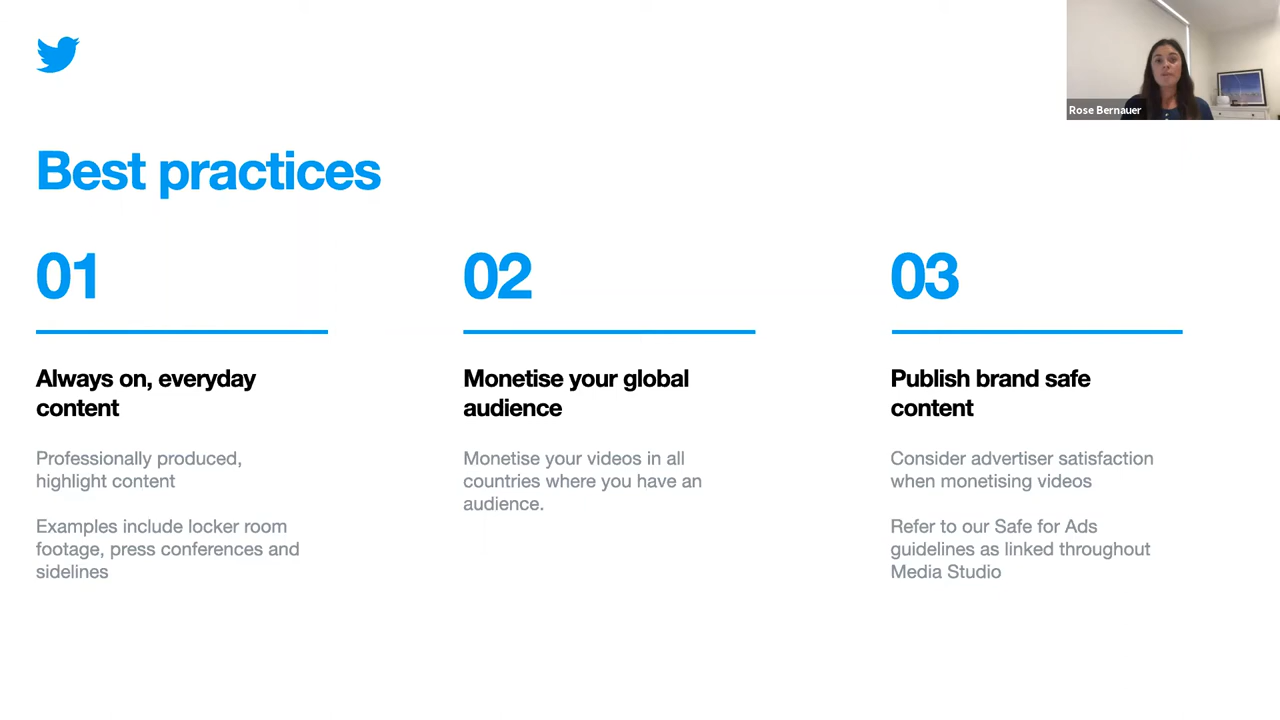 Rose Bernauer
Best practices
01
Always on, everyday
content
Professionally produced,
highlight content
Examples include locker room
footage, press conferences and
sidelines
02
Monetise your global
audience
Monetise your videos in all
countries where you have an
audience.
03
Publish brand safe
content
Consider advertiser satisfaction
when monetising videos
Refer to our Safe for Ads
guidelines as linked throughout
Media Studio